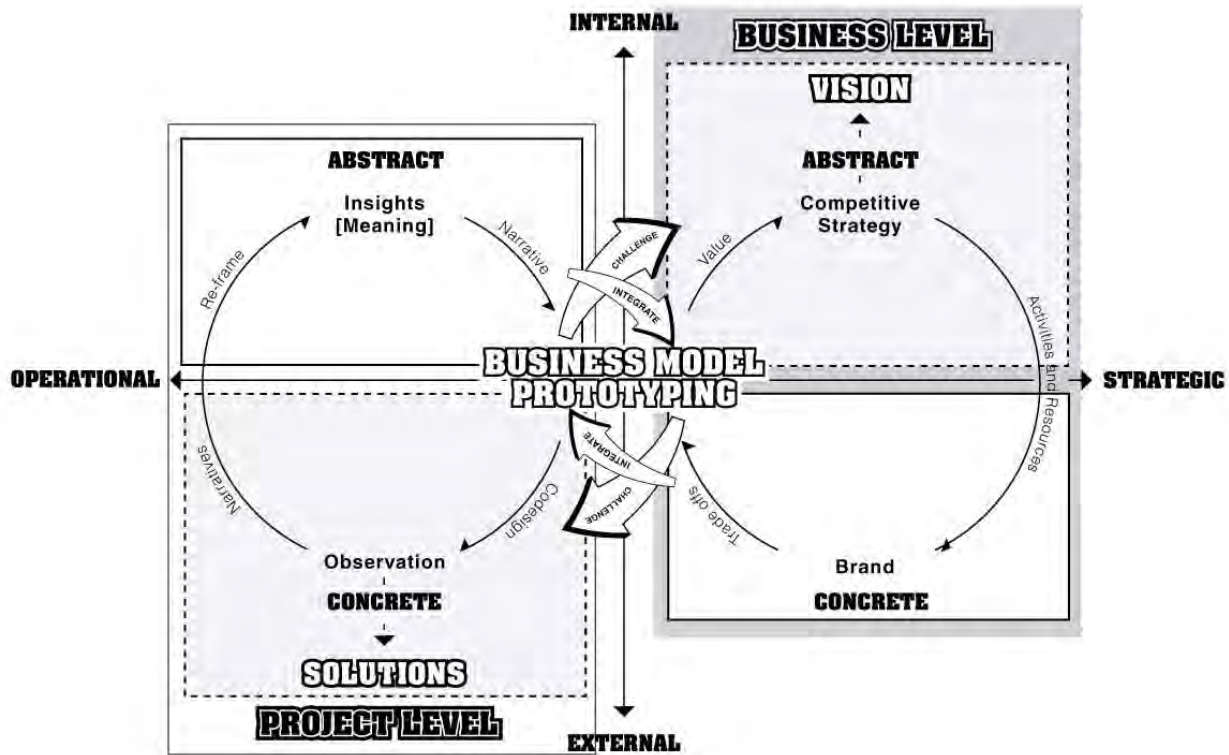 INTERNAL
BUSINESS LEVEL
VISION
ABSTRACT
Competitive
Strategy
Value
Activities and Resources
ABSTRACT
Insights
[Meaning]
Re-frame
Narrative
CHALLENGE
INTEGRATE
OPERATIONAL
BUSINESS MODEL
PROTOTYPING
STRATEGIC
INTEGRATE
CHALLENGE
Narratives
Codesign
Observation
CONCRETE
SOLUTIONS
PROJECT LEVEL
Trade offs
Brand
CONCRETE
EXTERNAL